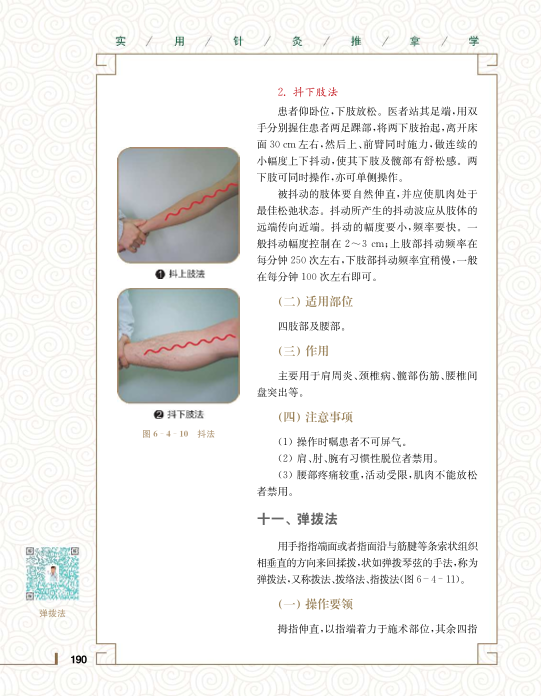 实 / 用 / 针 / 灸 / 推 / 拿 / 学
2. 抖下肢法
患者仰卧位,下肢放松。医者站其足端,用双
手分别握住患者两足踝部,将两下肢抬起,离开床
面 30 cm 左右,然后上、前臂同时施力,做连续的
小幅度上下抖动,使其下肢及髋部有舒松感。两
下肢可同时操作,亦可单侧操作。
被抖动的肢体要自然伸直,并应使肌肉处于
最佳松弛状态。抖动所产生的抖动波应从肢体的
远端传向近端。抖动的幅度要小,频率要快。一
般抖动幅度控制在 2～3 cm;上肢部抖动频率在
每分钟 250 次左右,下肢部抖动频率宜稍慢,一般
在每分钟 100 次左右即可。
(二) 适用部位
四肢部及腰部。
(三) 作用
主要用于肩周炎、颈椎病、髋部伤筋、腰椎间
盘突出等。
(四) 注意事项
(1) 操作时嘱患者不可屏气。
(2) 肩、肘、腕有习惯性脱位者禁用。
(3) 腰部疼痛较重,活动受限,肌肉不能放松
者禁用。
十一、弹拨法
用手指指端面或者指面沿与筋腱等条索状组织
相垂直的方向来回揉拨,状如弹拨琴弦的手法,称为
弹拨法,又称拨法、拨络法、指拨法(图 6-4-11)。
(一) 操作要领
拇指伸直,以指端着力于施术部位,其余四指
❶ 抖上肢法
❷ 抖下肢法
图 6-4-10 抖法
弹拨法
190